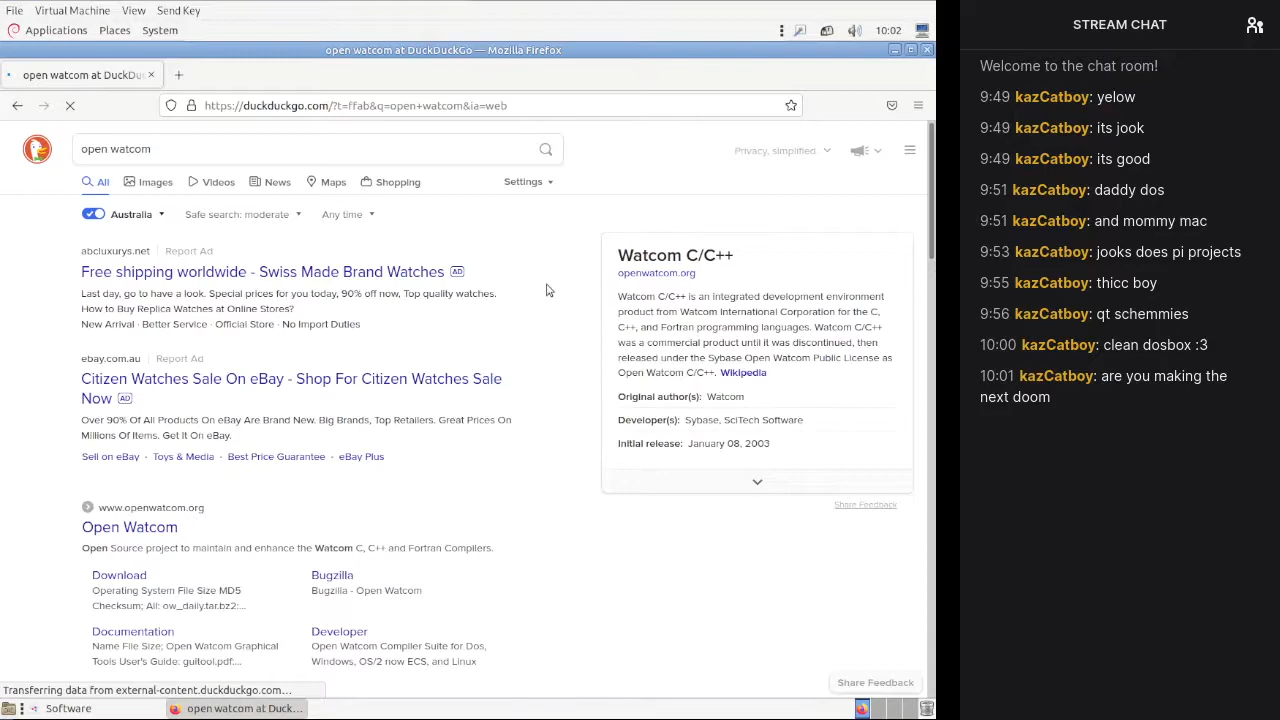 File Virtual Machine View Send Key
Applications Places System 10:02
open watcom at DuckDuckGo — Mozilla Firefox
open watcom at DuckDu
https://duckduckgo.com/?t=ffab&q=open+watcom&ia=web
open watcom
Privacy, simplified
All Images Videos News Maps Shopping Settings
Australia Safe search: moderate Any time
abcluxurys.net Report Ad
Free shipping worldwide - Swiss Made Brand Watches AD
Last day, go to have a look. Special prices for you today, 90% off now, Top quality watches.
How to Buy Replica Watches at Online Stores?
New Arrival · Better Service · Official Store · No Import Duties
ebay.com.au Report Ad
Citizen Watches Sale On eBay - Shop For Citizen Watches Sale
Now AD
Over 90% Of All Products On eBay Are Brand New. Big Brands, Top Retailers. Great Prices On
Millions Of Items. Get It On eBay.
Sell on eBay · Toys & Media · Best Price Guarantee · eBay Plus
www.openwatcom.org
Open Watcom
Open Source project to maintain and enhance the Watcom C, C++ and Fortran Compilers.
Download
Operating System File Size MD5
Checksum; All: ow_daily.tar.bz2:...
Bugzilla
Bugzilla - Open Watcom
Documentation
Name File Size; Open Watcom Graphical
Tools User's Guide: guitool.pdf:...
Developer
Open Watcom Compiler Suite for Dos,
Windows, OS/2 now ECS, and Linux
Watcom C/C++
openwatcom.org
Watcom C/C++ is an integrated development environment
product from Watcom International Corporation for the C,
C++, and Fortran programming languages. Watcom C/C++
was a commercial product until it was discontinued, then
released under the Sybase Open Watcom Public License as
Open Watcom C/C++. Wikipedia
Original author(s): Watcom
Developer(s): Sybase, SciTech Software
Initial release: January 08, 2003
Share Feedback
Share Feedback
Transferring data from external-content.duckduckgo.com...
Software open watcom at Duck...
STREAM CHAT
Welcome to the chat room!
9:49 kazCatboy: yelow
9:49 kazCatboy: its jook
9:49 kazCatboy: its good
9:51 kazCatboy: daddy dos
9:51 kazCatboy: and mommy mac
9:53 kazCatboy: jooks does pi projects
9:55 kazCatboy: thicc boy
9:56 kazCatboy: qt schemmies
10:00 kazCatboy: clean dosbox :3
10:01 kazCatboy: are you making the
next doom